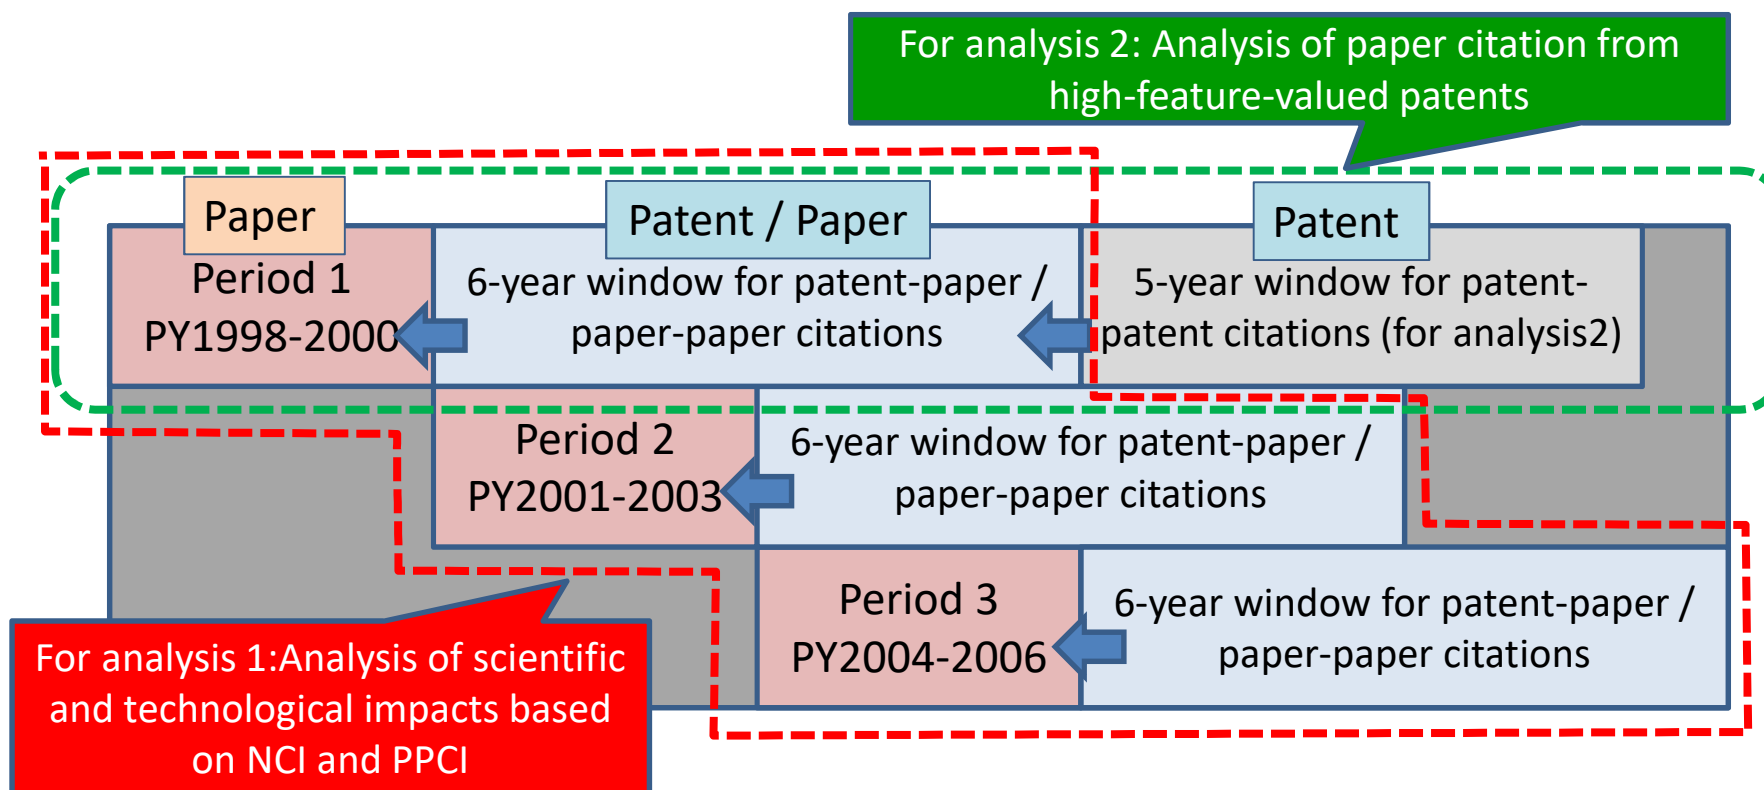 For analysis 2: Analysis of paper citation from
high-feature-valued patents
Paper
Patent / Paper
Patent
Period 1
PY1998-2000
6-year window for patent-paper /
paper-paper citations
5-year window for patent-
patent citations (for analysis2)
Period 2
PY2001-2003
6-year window for patent-paper /
paper-paper citations
Period 3
PY2004-2006
6-year window for patent-paper /
paper-paper citations
For analysis 1:Analysis of scientific
and technological impacts based
on NCI and PPCI